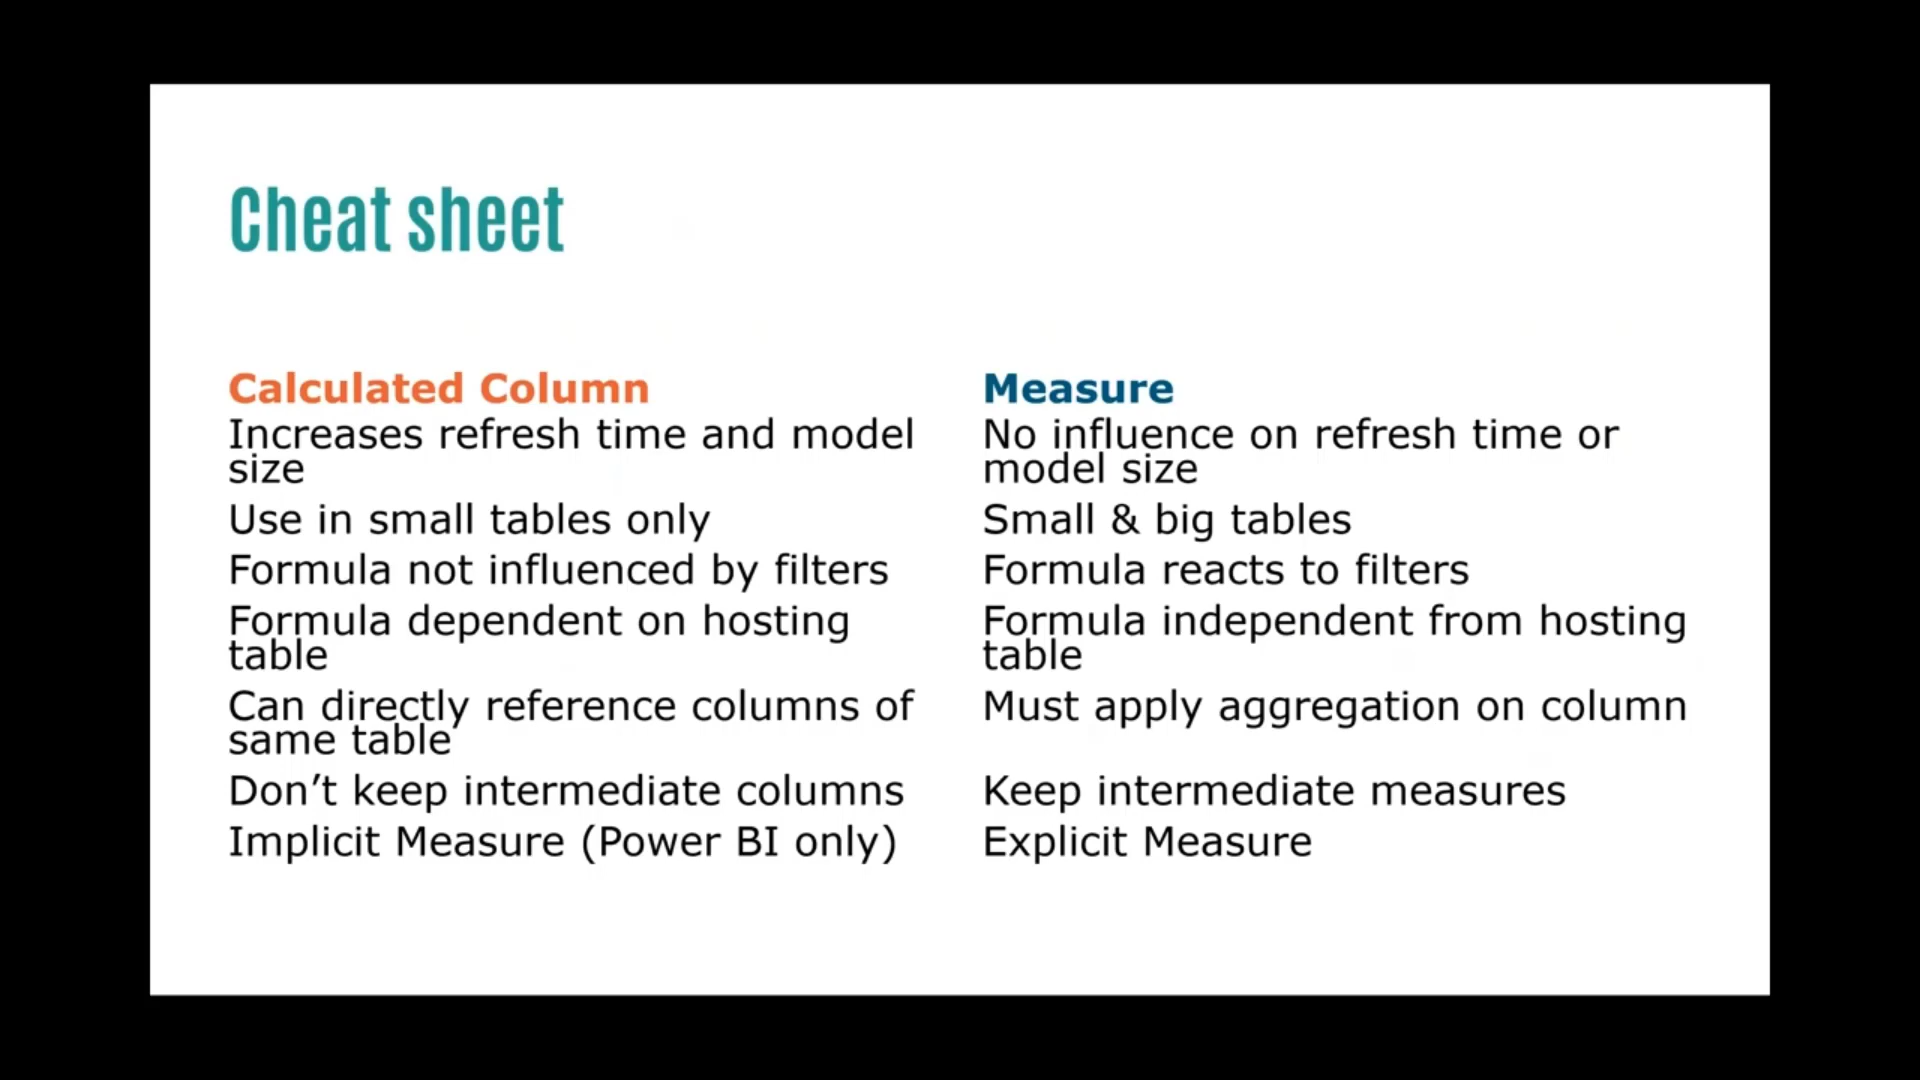 Cheat sheet
Calculated Column
Increases refresh time and model
size
Use in small tables only
Formula not influenced by filters
Formula dependent on hosting
table
Can directly reference columns of
same table
Don’t keep intermediate columns
Implicit Measure (Power BI only)
Measure
No influence on refresh time or
model size
Small & big tables
Formula reacts to filters
Formula independent from hosting
table
Must apply aggregation on column
Keep intermediate measures
Explicit Measure